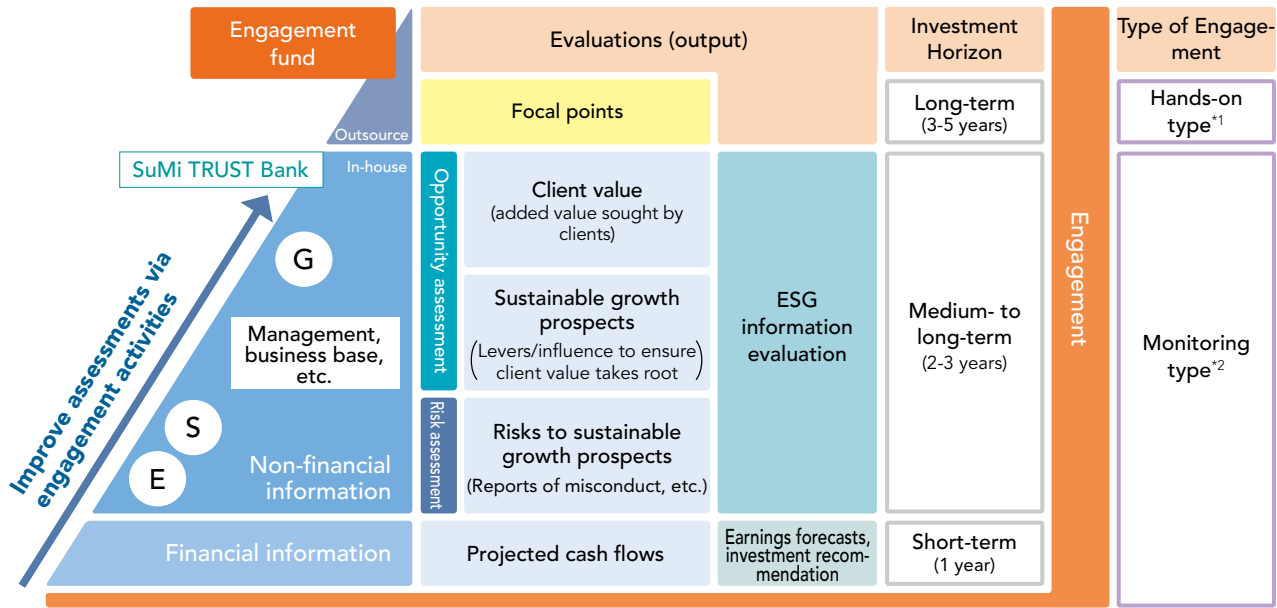 Engagement
fund
Evaluations (output)
Investment
Horizon
Type of Engage-
ment
Focal points
Long-term
(3-5 years)
Hands-on
type*1
Outsource
In-house
SuMi TRUST Bank
Improve assessments via
engagement activities
G
Management,
business base,
etc.
S
E
Non-financial
information
Financial information
Opportunity assessment
Client value
(added value sought by
clients)
Sustainable growth
prospects
(Levers/influence to ensure
client value takes root)
Risk assessment
Risks to sustainable
growth prospects
(Reports of misconduct, etc.)
Projected cash flows
ESG
information
evaluation
Earnings forecasts,
investment recom-
mendation
Medium- to
long-term
(2-3 years)
Short-term
(1 year)
Engagement
Monitoring
type*2